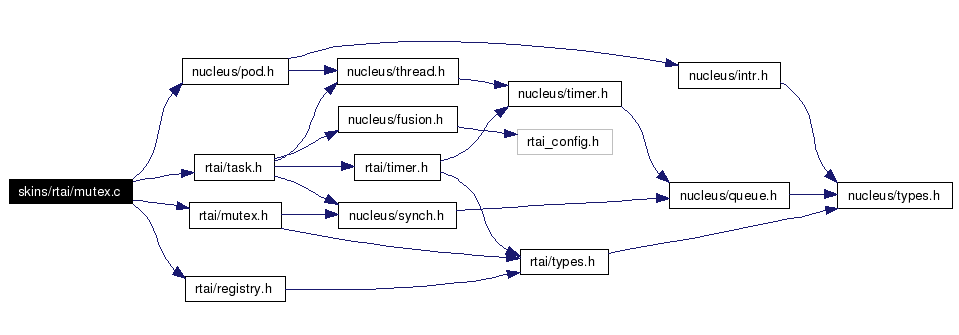 skins/rtai/mutex.c
nucleus/pod.h
rtai/task.h
rtai/mutex.h
rtai/registry.h
nucleus/thread.h
nucleus/fusion.h
rtai/timer.h
nucleus/synch.h
nucleus/timer.h
rtai_config.h
rtai/types.h
nucleus/intr.h
nucleus/queue.h
nucleus/types.h